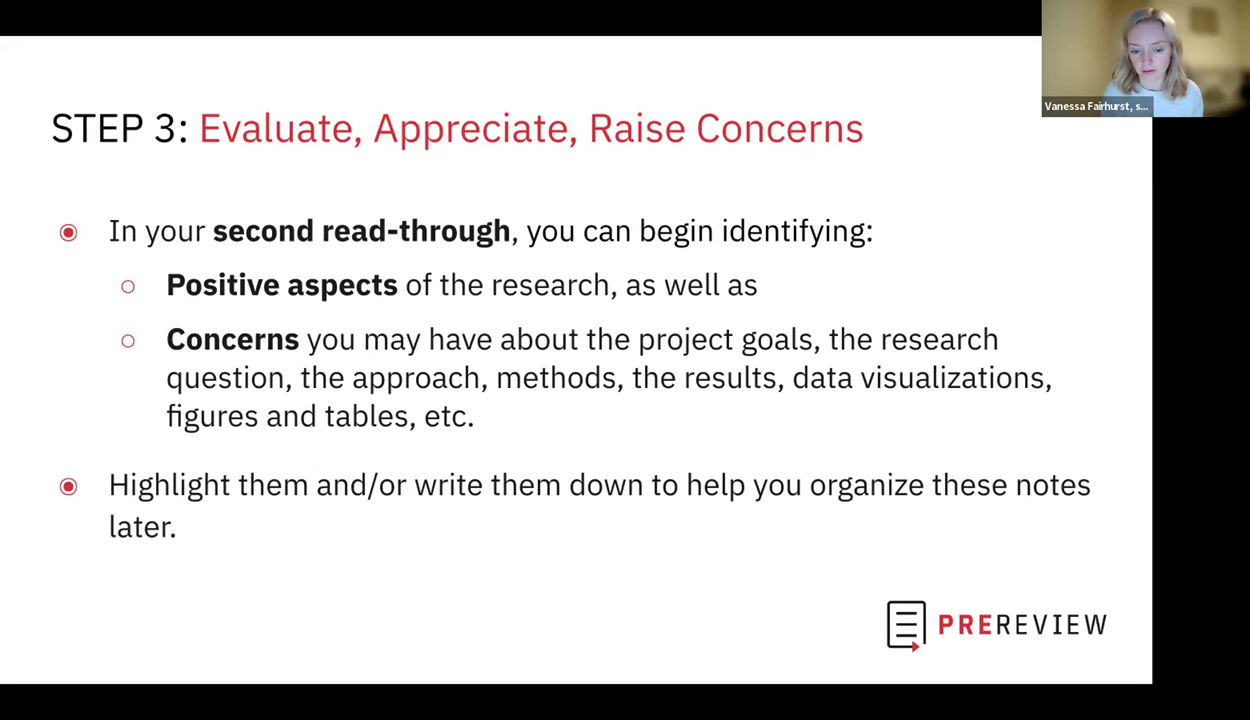 Vanessa Fairhurst, s...
STEP 3: Evaluate, Appreciate, Raise Concerns
In your second read-through, you can begin identifying:
Positive aspects of the research, as well as
Concerns you may have about the project goals, the research
question, the approach, methods, the results, data visualizations,
figures and tables, etc.
Highlight them and/or write them down to help you organize these notes
later.
PREREVIEW